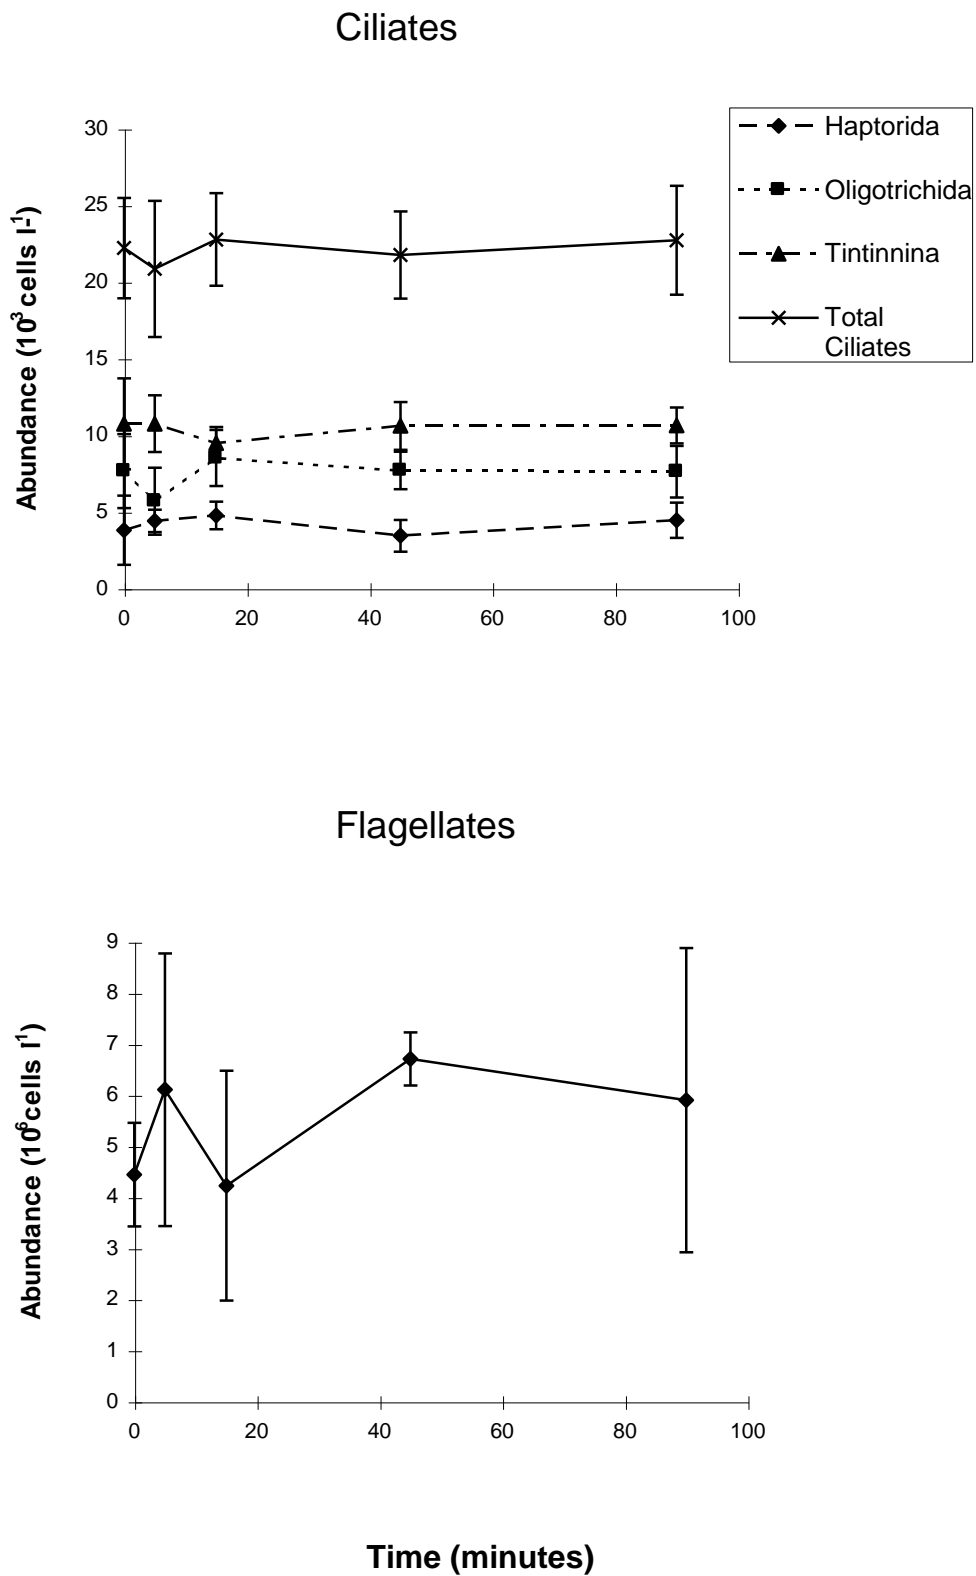 Ciliates
30
25
20
15
10
5
0
Abundance (10³ cells l-¹)
0 20 40 60 80 100
Haptorida
Oligotrichida
Tintinnina
Total
Ciliates
Flagellates
9
8
7
6
5
4
3
2
1
0
Abundance (10⁶cells l¹)
0 20 40 60 80 100
Time (minutes)